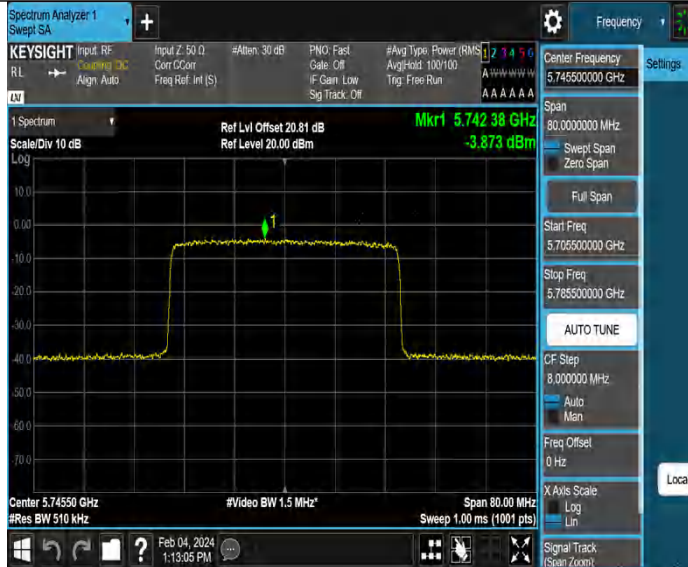 Spectrum Analyzer 1
Swept SA
+
Frequency
KEYSIGHT
RL
LXI
Input: RF
Coupling: DC
Align: Auto
Input Z: 50 Ω
Corr CCorr
Freq Ref: Int (S)
#Atten: 30 dB
PNO: Fast
Gate: Off
IF Gain: Low
Sig Track: Off
#Avg Type: Power (RMS
Avg|Hold: 100/100
Trig: Free Run
1 2 3 4 5 6
A W W W W W
A A A A A A
1 Spectrum
Scale/Div 10 dB
Log
Ref Lvl Offset 20.81 dB
Ref Level 20.00 dBm
Mkr1 5.742 38 GHz
-3.873 dBm
10.0
0.00
-10.0
-20.0
-30.0
-40.0
-50.0
-60.0
-70.0
1
Center 5.74550 GHz
#Res BW 510 kHz
#Video BW 1.5 MHz*
Span 80.00 MHz
Sweep 1.00 ms (1001 pts)
?
Feb 04, 2024
1:13:05 PM
Center Frequency
5.745500000 GHz
Settings
Span
80.0000000 MHz
Swept Span
Zero Span
Full Span
Start Freq
5.705500000 GHz
Stop Freq
5.785500000 GHz
AUTO TUNE
CF Step
8.000000 MHz
Auto
Man
Freq Offset
0 Hz
X Axis Scale
Log
Lin
Loca
Signal Track
(Span Zoom)